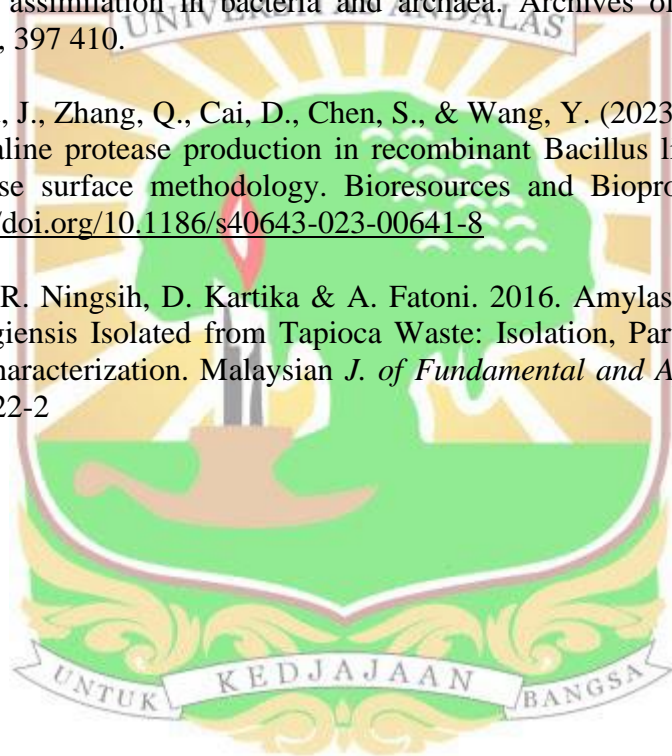 assimilation in bacteria and archaea. Archives of
UNIVERSITAS ANDALAS
, 397 410.
, J., Zhang, Q., Cai, D., Chen, S., & Wang, Y. (2023
aline protease production in recombinant Bacillus l
se surface methodology. Bioresources and Biopro
/doi.org/10.1186/s40643-023-00641-8
R. Ningsih, D. Kartika & A. Fatoni. 2016. Amylas
giensis Isolated from Tapioca Waste: Isolation, Par
haracterization. Malaysian J. of Fundamental and A
22-2
UNTUK KEDJAJAAN BANGSA